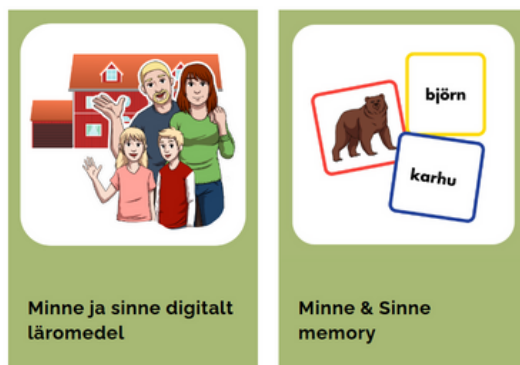 björn
karhu
Minne ja sinne digitalt
läromedel
Minne & Sinne
memory